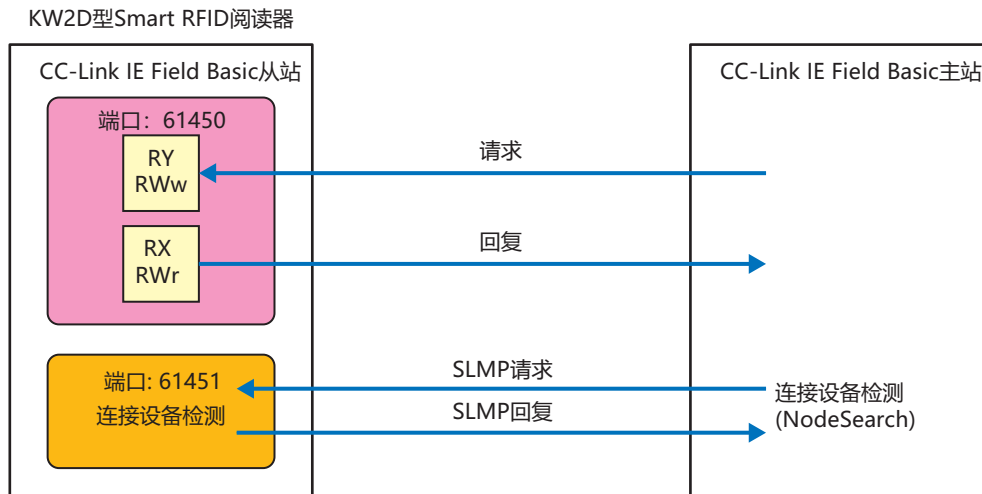 KW2D型Smart RFID阅读器
CC-Link IE Field Basic从站
CC-Link IE Field Basic主站
端口：61450
RY
RWw
请求
RX
RWr
回复
端口: 61451
连接设备检测
SLMP请求
SLMP回复
连接设备检测
(NodeSearch)